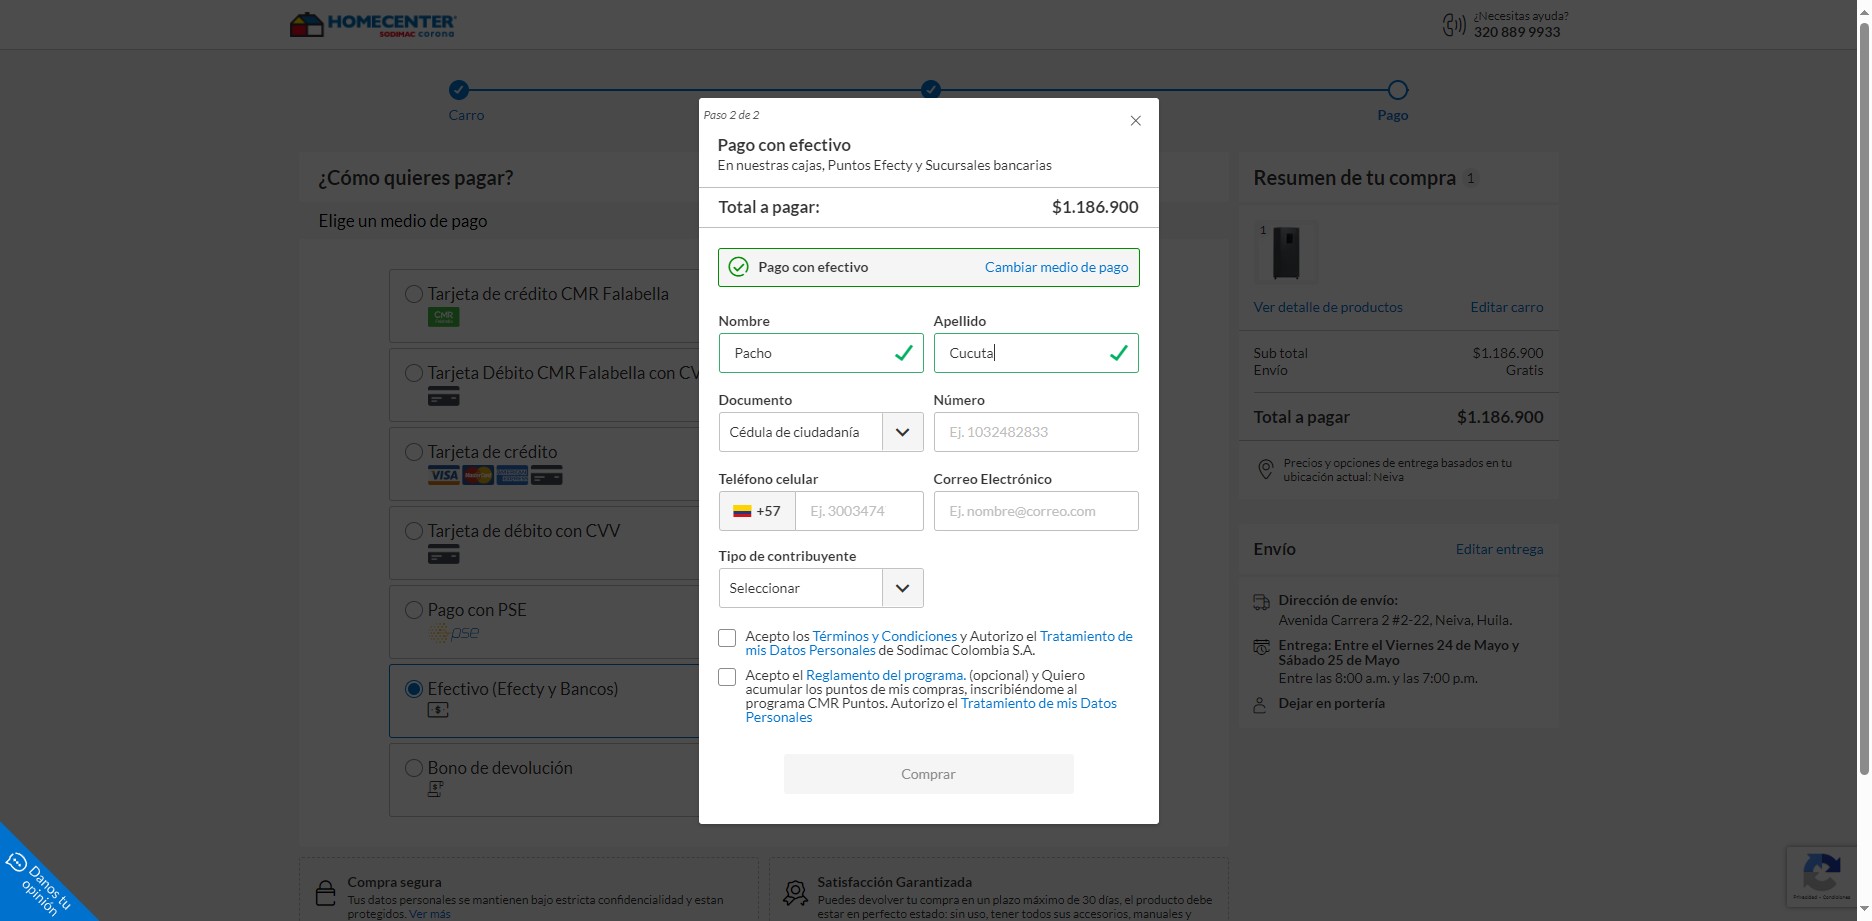 HOMECENTER
SODIMAC corona
¿Necesitas ayuda?
320 889 9933
Carro
Pago
¿Cómo quieres pagar?
Elige un medio de pago
Tarjeta de crédito CMR Falabella
CMR
Tarjeta Débito CMR Falabella con CV
Tarjeta de crédito
VISA
MasterCard
AMERICAN EXPRESS
Tarjeta de débito con CVV
Pago con PSE
pse
Efectivo (Efecty y Bancos)
Bono de devolución
Paso 2 de 2
Pago con efectivo
En nuestras cajas, Puntos Efecty y Sucursales bancarias
Total a pagar: $1.186.900
Pago con efectivo Cambiar medio de pago
Nombre Apellido
Pacho Cucuta
Documento Número
Cédula de ciudadanía Ej. 1032482833
Teléfono celular Correo Electrónico
+57 Ej. 3003474 Ej. nombre@correo.com
Tipo de contribuyente
Seleccionar
Acepto los Términos y Condiciones y Autorizo el Tratamiento de
mis Datos Personales de Sodimac Colombia S.A.
Acepto el Reglamento del programa. (opcional) y Quiero
acumular los puntos de mis compras, inscribiéndome al
programa CMR Puntos. Autorizo el Tratamiento de mis Datos
Personales
Comprar
Resumen de tu compra 1
1
Ver detalle de productos Editar carro
Sub total $1.186.900
Envío Gratis
Total a pagar $1.186.900
Precios y opciones de entrega basados en tu
ubicación actual: Neiva
Envío Editar entrega
Dirección de envío:
Avenida Carrera 2 #2-22, Neiva, Huila.
Entrega: Entre el Viernes 24 de Mayo y
Sábado 25 de Mayo
Entre las 8:00 a.m. y las 7:00 p.m.
Dejar en portería
Compra segura
Tus datos personales se mantienen bajo estricta confidencialidad y estan
protegidos. Ver más
Satisfacción Garantizada
Puedes devolver tu compra en un plazo máximo de 30 días, el producto debe
estar en perfecto estado: sin uso, tener todos sus accesorios, manuales y
Danos tu
opinión
Privacidad - Condiciones